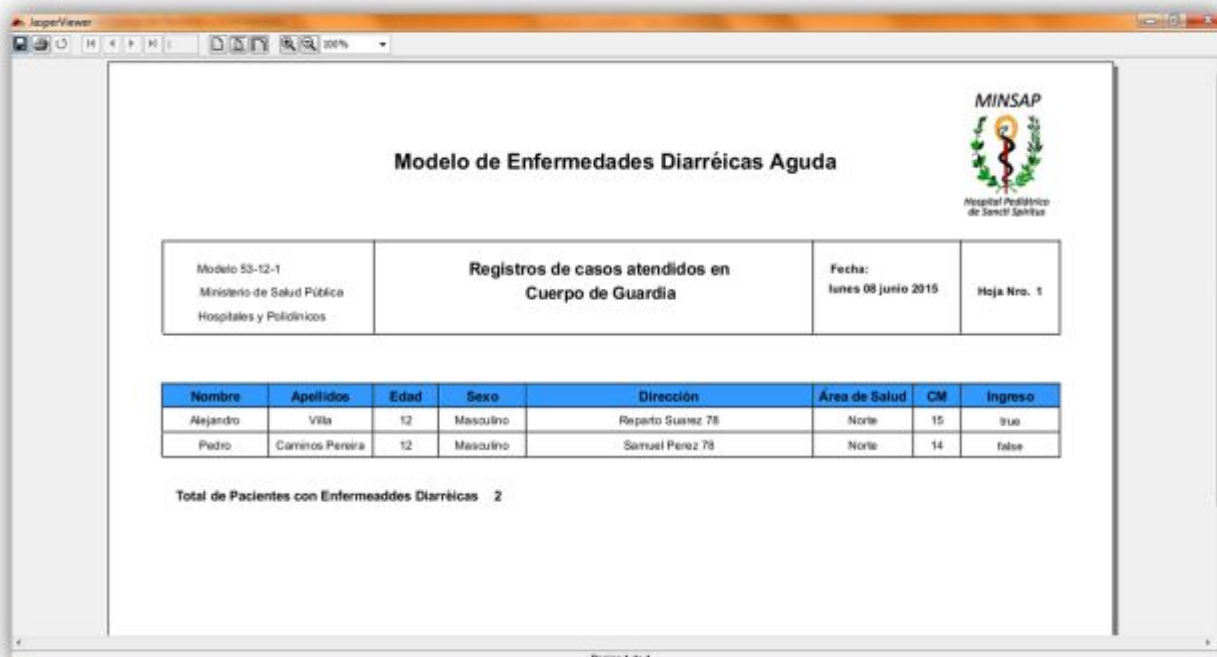 JasperViewer
100%
MINSAP
Modelo de Enfermedades Diarréicas Aguda
Hospital Pediátrico
de Sancti Spíritus
Modelo 53-12-1
Ministerio de Salud Pública
Hospitales y Policlínicos
Registros de casos atendidos en
Cuerpo de Guardia
Fecha:
lunes 08 junio 2015
Hoja Nro. 1
Nombre Apellidos Edad Sexo Dirección Área de Salud CM Ingreso
Alejandro Villa 12 Masculino Reparto Suarez 78 Norte 15 true
Pedro Caminos Pereira 12 Masculino Samuel Perez 78 Norte 14 false
Total de Pacientes con Enfermeaddes Diarrèicas 2